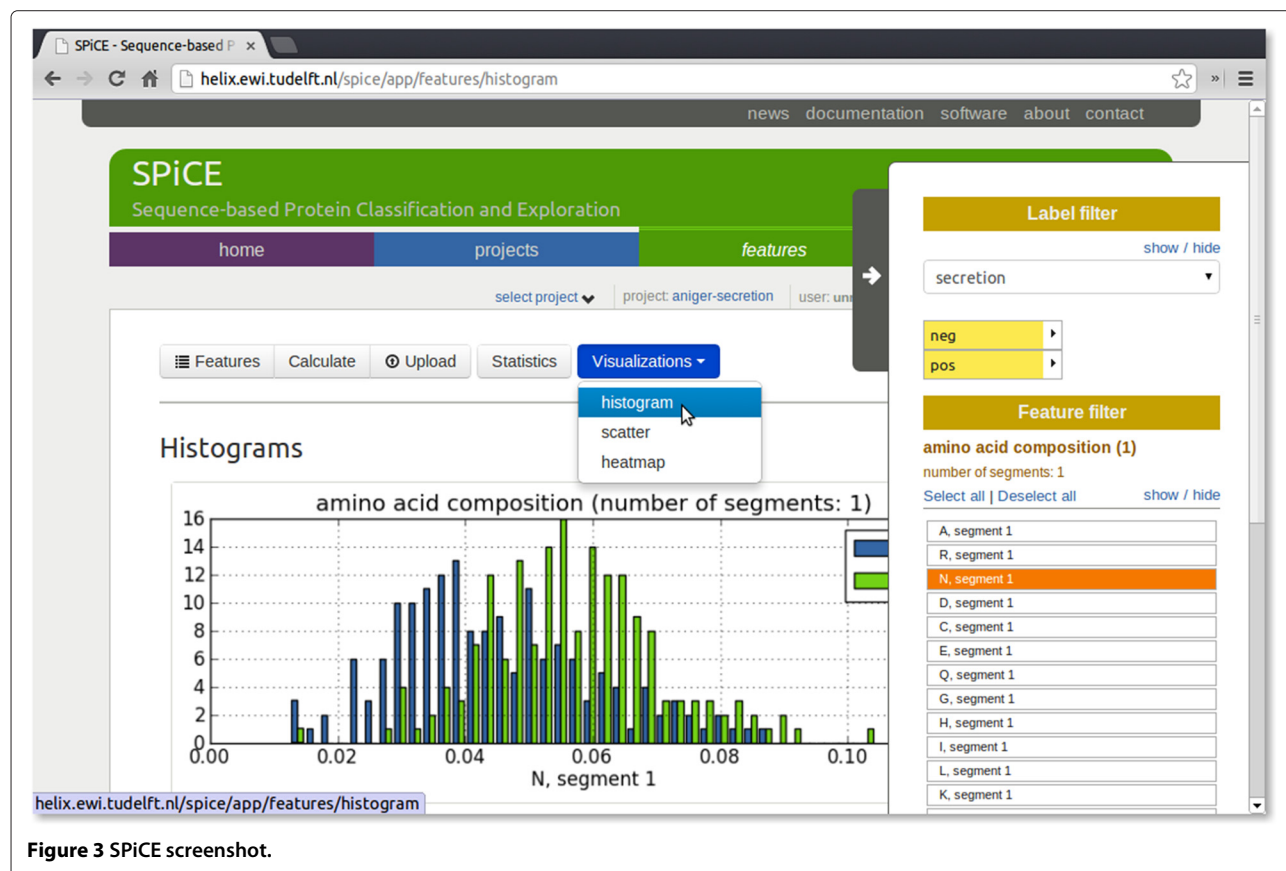 SPiCE - Sequence-based P
helix.ewi.tudelft.nl/spice/app/features/histogram
news documentation software about contact
SPiCE
Sequence-based Protein Classification and Exploration
home projects features
select project project: aniger-secretion user:
Features Calculate Upload Statistics Visualizations
histogram
scatter
heatmap
Histograms
amino acid composition (number of segments: 1)
16
14
12
10
8
6
4
2
0
0.00 0.02 0.04 0.06 0.08 0.10
N, segment 1
helix.ewi.tudelft.nl/spice/app/features/histogram
Label filter
show / hide
secretion
neg
pos
Feature filter
amino acid composition (1)
number of segments: 1
Select all | Deselect all show / hide
A, segment 1
R, segment 1
N, segment 1
D, segment 1
C, segment 1
E, segment 1
Q, segment 1
G, segment 1
H, segment 1
I, segment 1
L, segment 1
K, segment 1
Figure 3 SPiCE screenshot.